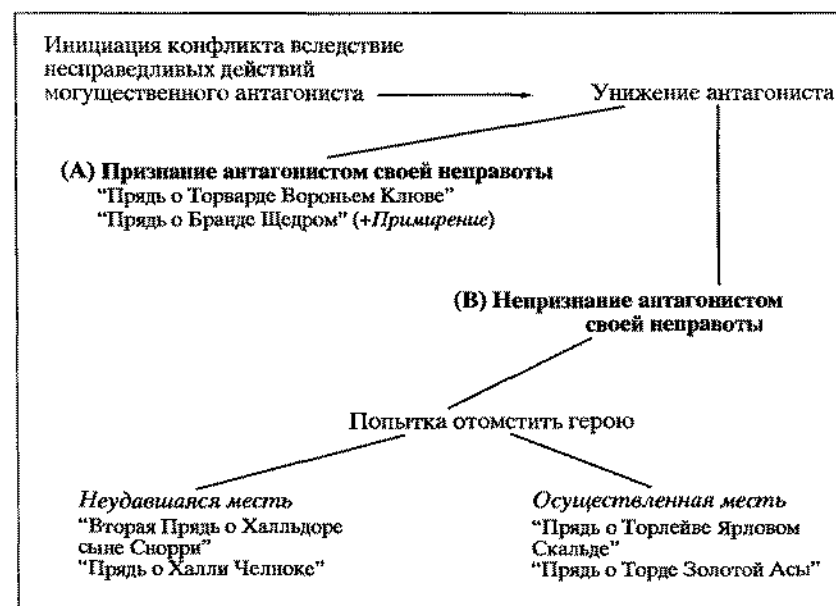 Инициация конфликта вследствие
несправедливых действий
могущественного антагониста
Унижение антагониста
(А) Признание антагонистом своей неправоты
“Прядь о Торварде Вороньем Клюве”
“Прядь о Бранде Щедром” (+Примирение)
(В) Непризнание антагонистом
своей неправоты
Попытка отомстить герою
Неудавшаяся месть
“Вторая Прядь о Халльдоре
сыне Снорри”
“Прядь о Халли Челноке”
Осуществленная месть
“Прядь о Торлейве Ярловом
Скальде”
“Прядь о Торде Золотой Асы”